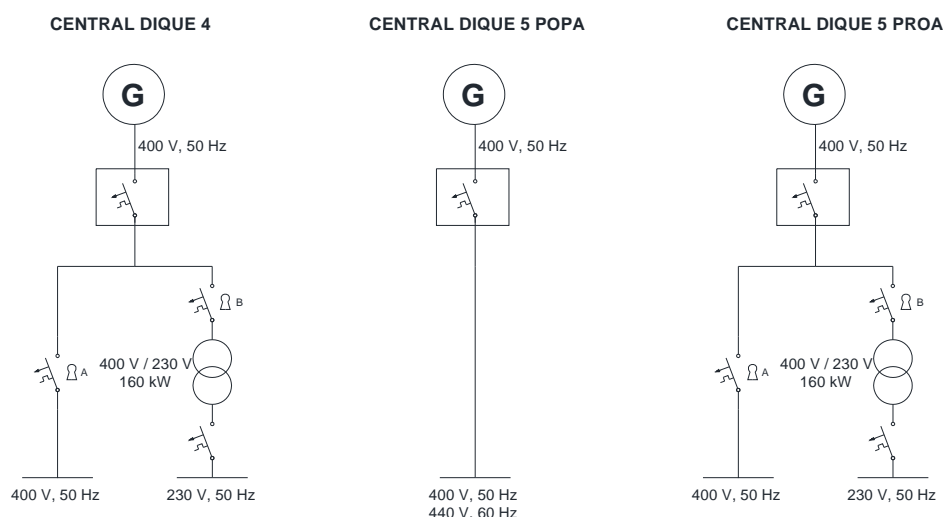 CENTRAL DIQUE 4
CENTRAL DIQUE 5 POPA
CENTRAL DIQUE 5 PROA
G
G
G
400 V, 50 Hz
400 V, 50 Hz
400 V, 50 Hz
B
B
400 V / 230 V
160 kW
A
400 V / 230 V
160 kW
A
400 V, 50 Hz
230 V, 50 Hz
400 V, 50 Hz
440 V, 60 Hz
400 V, 50 Hz
230 V, 50 Hz